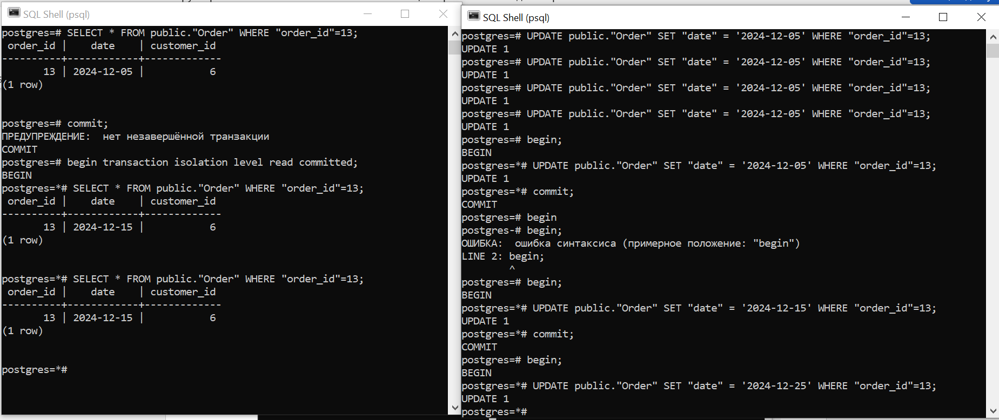 SQL Shell (psql)
postgres=# SELECT * FROM public."Order" WHERE "order_id"=13;
 order_id |    date    | customer_id
----------+------------+-------------
       13 | 2024-12-05 |           6
(1 row)
postgres=# commit;
ПРЕДУПРЕЖДЕНИЕ:  нет незавершённой транзакции
COMMIT
postgres=# begin transaction isolation level read committed;
BEGIN
postgres=*# SELECT * FROM public."Order" WHERE "order_id"=13;
 order_id |    date    | customer_id
----------+------------+-------------
       13 | 2024-12-15 |           6
(1 row)
postgres=*# SELECT * FROM public."Order" WHERE "order_id"=13;
 order_id |    date    | customer_id
----------+------------+-------------
       13 | 2024-12-15 |           6
(1 row)
postgres=*#
SQL Shell (psql)
postgres=# UPDATE public."Order" SET "date" = '2024-12-05' WHERE "order_id"=13;
UPDATE 1
postgres=# UPDATE public."Order" SET "date" = '2024-12-05' WHERE "order_id"=13;
UPDATE 1
postgres=# UPDATE public."Order" SET "date" = '2024-12-05' WHERE "order_id"=13;
UPDATE 1
postgres=# UPDATE public."Order" SET "date" = '2024-12-05' WHERE "order_id"=13;
UPDATE 1
postgres=# begin;
BEGIN
postgres=*# UPDATE public."Order" SET "date" = '2024-12-05' WHERE "order_id"=13;
UPDATE 1
postgres=*# commit;
COMMIT
postgres=# begin
postgres-# begin;
ОШИБКА:  ошибка синтаксиса (примерное положение: "begin")
LINE 2: begin;
        ^
postgres=# begin;
BEGIN
postgres=*# UPDATE public."Order" SET "date" = '2024-12-15' WHERE "order_id"=13;
UPDATE 1
postgres=*# commit;
COMMIT
postgres=# begin;
BEGIN
postgres=*# UPDATE public."Order" SET "date" = '2024-12-25' WHERE "order_id"=13;
UPDATE 1
postgres=*#